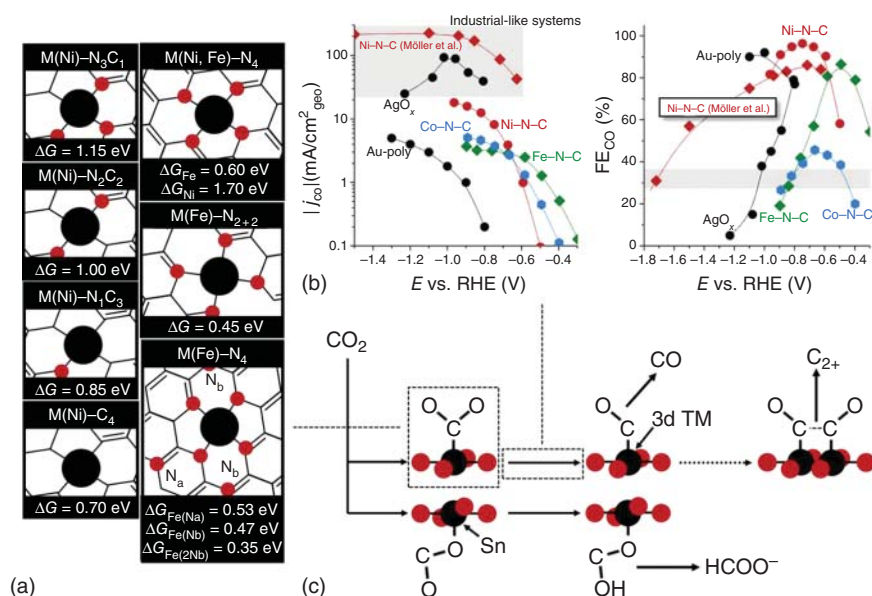 M(Ni)–N3C1
ΔG = 1.15 eV
M(Ni)–N2C2
ΔG = 1.00 eV
M(Ni)–N1C3
ΔG = 0.85 eV
M(Ni)–C4
ΔG = 0.70 eV
M(Ni, Fe)–N4
ΔGFe = 0.60 eV
ΔGNi = 1.70 eV
M(Fe)–N2+2
ΔG = 0.45 eV
M(Fe)–N4
Nb
Na
Nb
ΔGFe(Na) = 0.53 eV
ΔGFe(Nb) = 0.47 eV
ΔGFe(2Nb) = 0.35 eV
(a)
Industrial-like systems
Ni–N–C (Möller et al.)
AgOx
Co–N–C
Ni–N–C
Au-poly
Fe–N–C
100
10
1
0.1
|jCO|(mA/cm²geo)
−1.4
−1.2
−1.0
−0.8
−0.6
−0.4
E vs. RHE (V)
(b)
Ni–N–C
Au-poly
Ni–N–C (Möller et al.)
AgOx
Fe–N–C
Co–N–C
100
80
60
40
20
0
FECO (%)
−1.8
−1.6
−1.4
−1.2
−1.0
−0.8
−0.6
−0.4
E vs. RHE (V)
CO2
O
O
C
O
C
CO
3d TM
O
O
C
C
C2+
Sn
O
C
O
O
C
OH
HCOO−
(c)